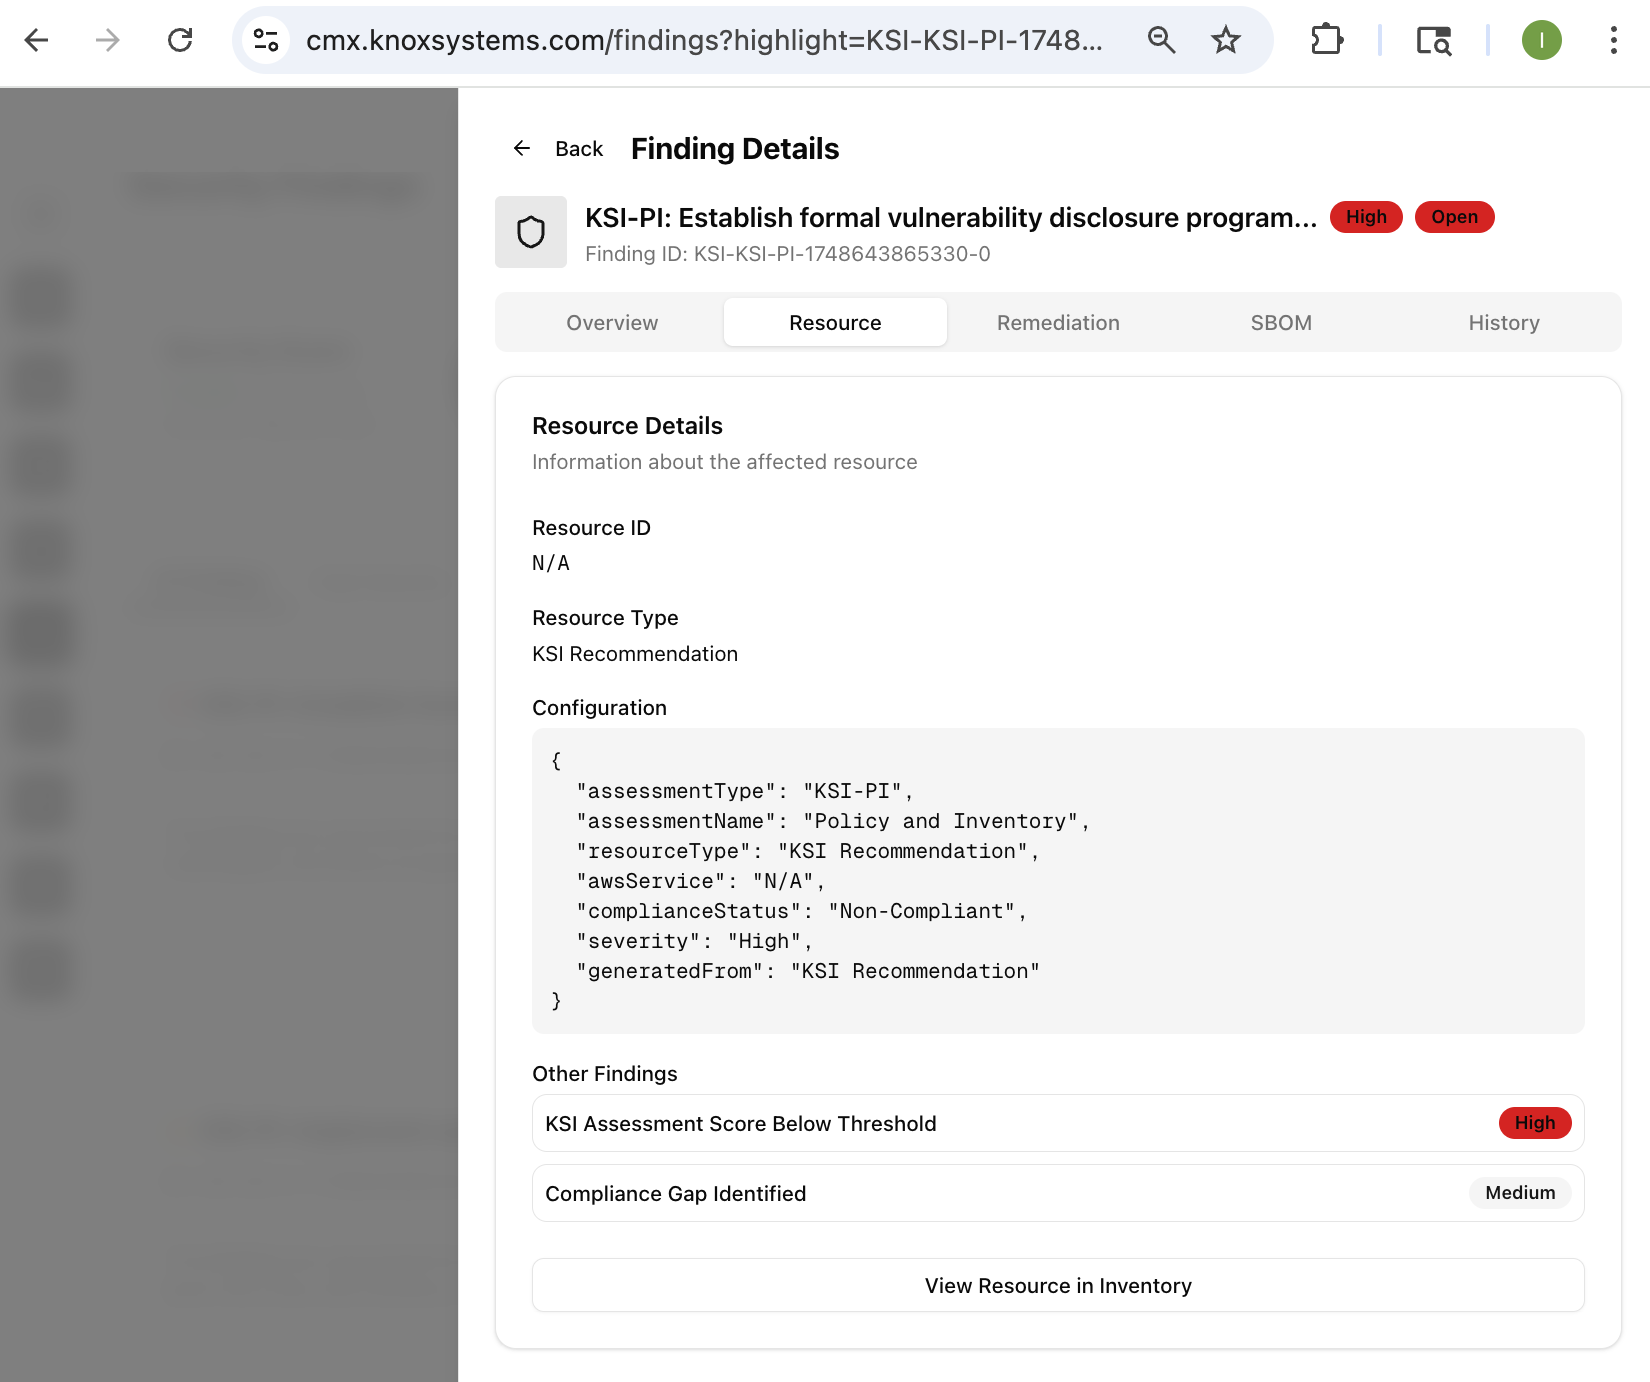 cmx.knoxsystems.com/findings?highlight=KSI-KSI-PI-1748...
I
Back
Finding Details
KSI-PI: Establish formal vulnerability disclosure program...
High
Open
Finding ID: KSI-KSI-PI-1748643865330-0
Overview
Resource
Remediation
SBOM
History
Resource Details
Information about the affected resource
Resource ID
N/A
Resource Type
KSI Recommendation
Configuration
{
"assessmentType": "KSI-PI",
"assessmentName": "Policy and Inventory",
"resourceType": "KSI Recommendation",
"awsService": "N/A",
"complianceStatus": "Non-Compliant",
"severity": "High",
"generatedFrom": "KSI Recommendation"
}
Other Findings
KSI Assessment Score Below Threshold
High
Compliance Gap Identified
Medium
View Resource in Inventory